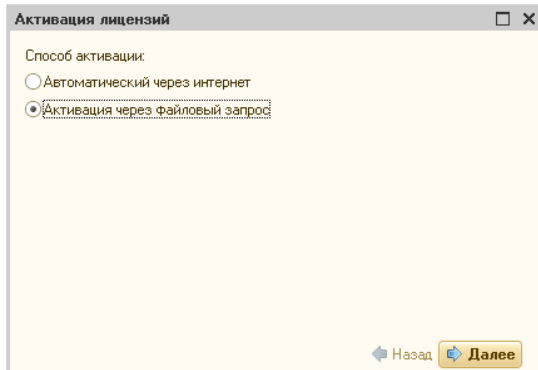 Активация лицензий
Способ активации:
Автоматический через интернет
Активация через файловый запрос
Назад Далее